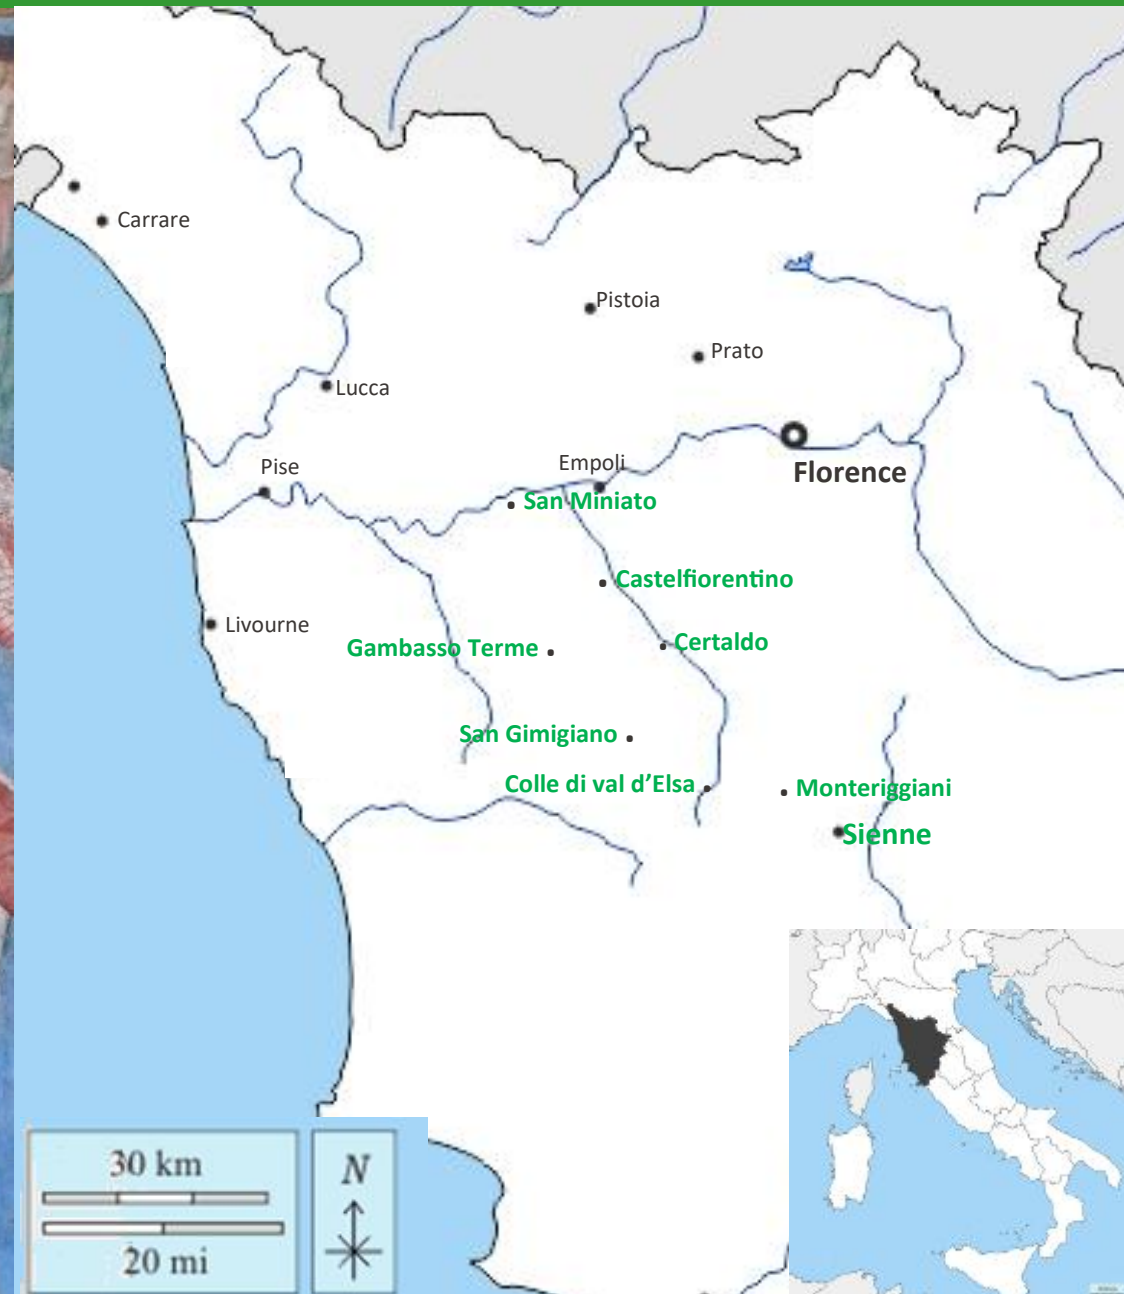 Carrare
Pistoia
Prato
Lucca
Florence
Pise
Empoli
San Miniato
Castelfiorentino
Livourne
Gambasso Terme
Certaldo
San Gimigiano
Colle di val d’Elsa
Monteriggiani
Sienne
30 km
20 mi
N